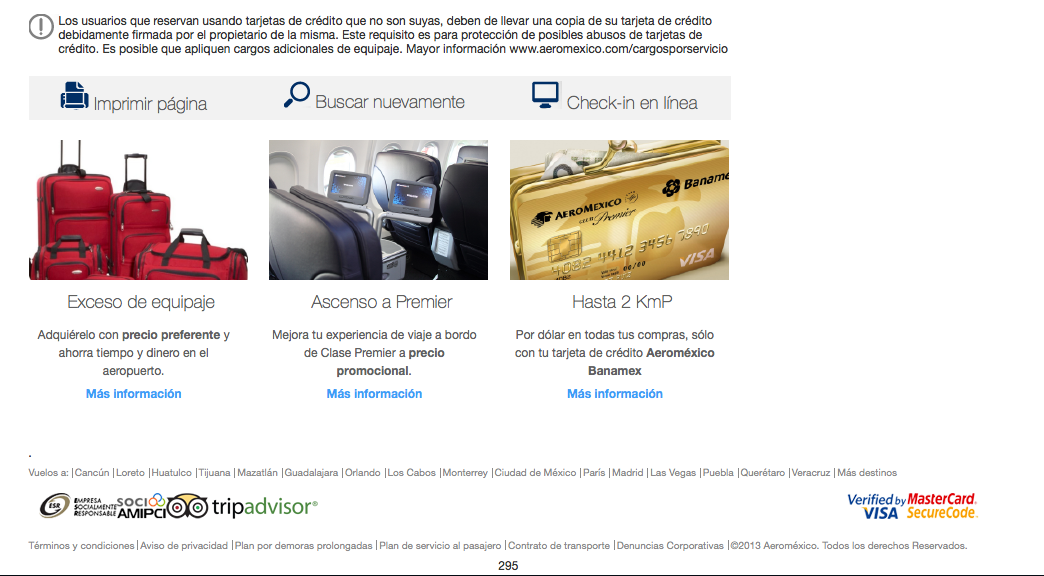 Los usuarios que reservan usando tarjetas de crédito que no son suyas, deben de llevar una copia de su tarjeta de crédito
debidamente firmada por el propietario de la misma. Este requisito es para protección de posibles abusos de tarjetas de
crédito. Es posible que apliquen cargos adicionales de equipaje. Mayor información www.aeromexico.com/cargosporservicio
Imprimir página
Buscar nuevamente
Check-in en línea
Baname
AEROMEXICO
CLUB Premier
4082 4412 3456 7890
00/00
VISA
Exceso de equipaje
Adquiérelo con precio preferente y
ahorra tiempo y dinero en el
aeropuerto.
Más información
Ascenso a Premier
Mejora tu experiencia de viaje a bordo
de Clase Premier a precio
promocional.
Más información
Hasta 2 KmP
Por dólar en todas tus compras, sólo
con tu tarjeta de crédito Aeroméxico
Banamex
Más información
.
Vuelos a: |Cancún |Loreto |Huatulco |Tijuana |Mazatlán |Guadalajara |Orlando |Los Cabos |Monterrey |Ciudad de México |París |Madrid |Las Vegas |Puebla |Querétaro |Veracruz |Más destinos
ESR
EMPRESA
SOCIALMENTE
RESPONSABLE
SOCIO
AMIPCI
tripadvisor®
Verified by
VISA
MasterCard.
SecureCode.
Términos y condiciones |Aviso de privacidad |Plan por demoras prolongadas |Plan de servicio al pasajero |Contrato de transporte |Denuncias Corporativas |©2013 Aeroméxico. Todos los derechos Reservados.
295